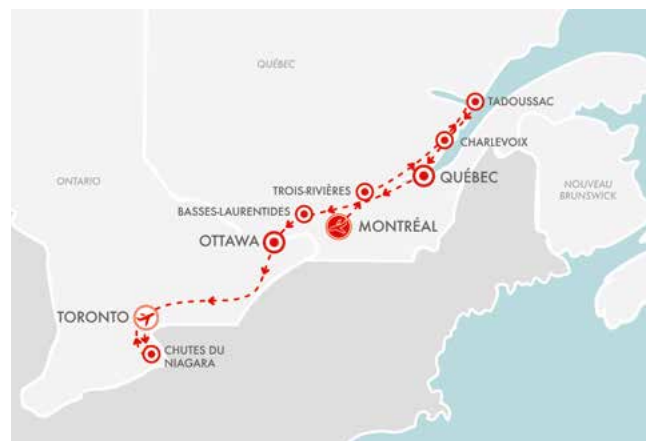 QUÉBEC
TADOUSSAC
CHARLEVOIX
QUÉBEC
ONTARIO
TROIS-RIVIÈRES
NOUVEAU
BRUNSWICK
BASSES-LAURENTIDES
MONTRÉAL
OTTAWA
TORONTO
CHUTES DU
NIAGARA